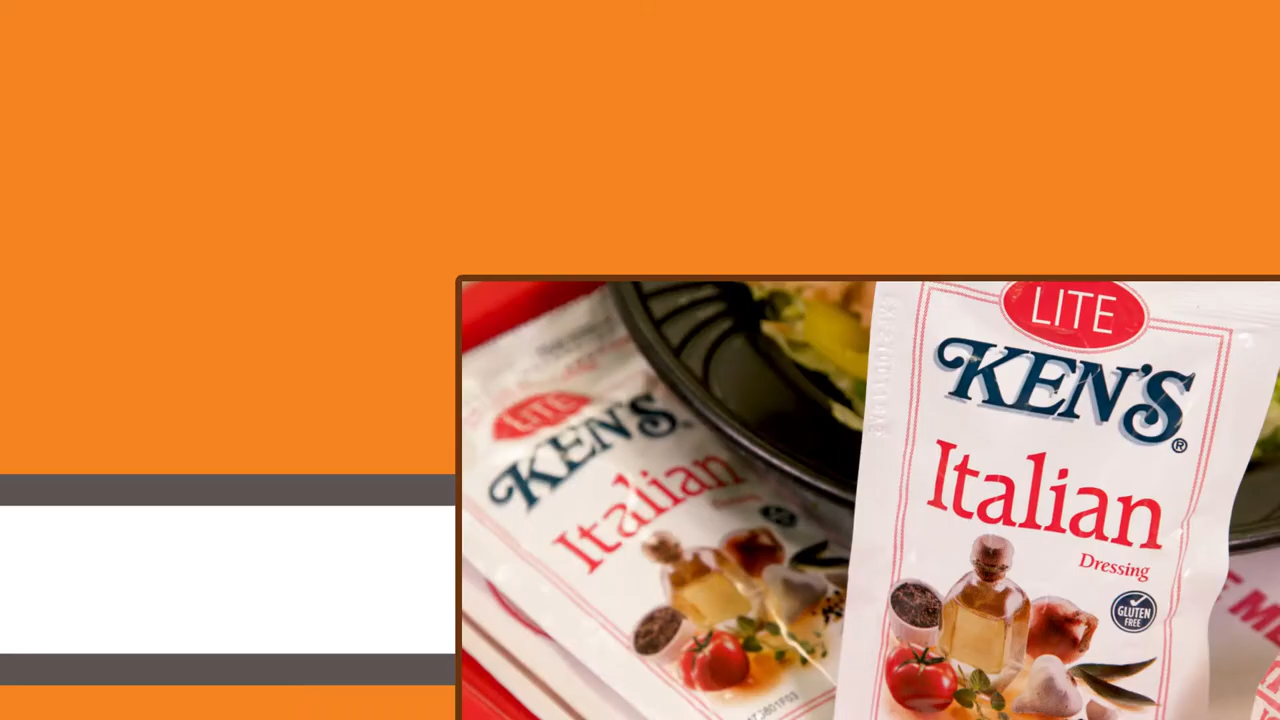 LITE
KEN'S®
Italian
Dressing
GLUTEN
FREE
LITE
KEN'S
Italian